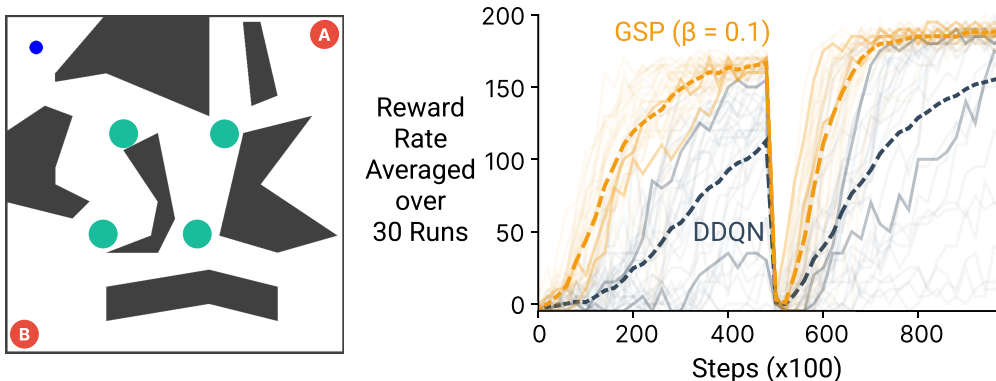 A
B
Reward
Rate
Averaged
over
30 Runs
200
150
100
50
0
GSP (β = 0.1)
DDQN
0
200
400
600
800
Steps (x100)